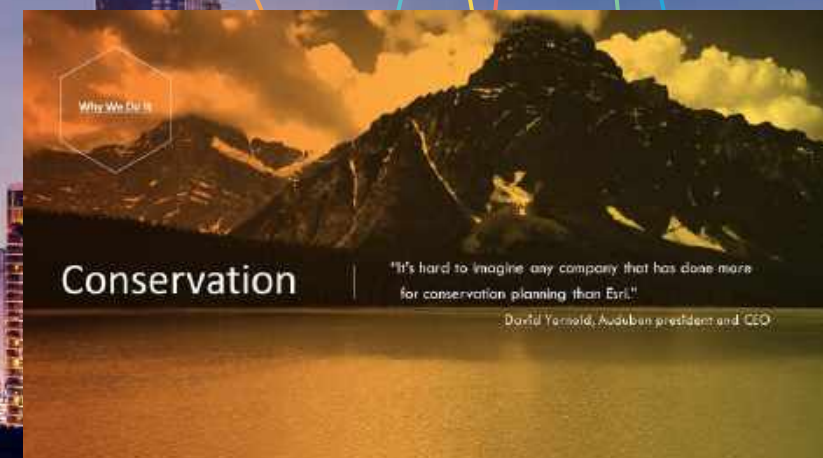 Why We Do It
Conservation
"It's hard to imagine any company that has done more
for conservation planning than Esri."
David Yarnold, Audubon president and CEO